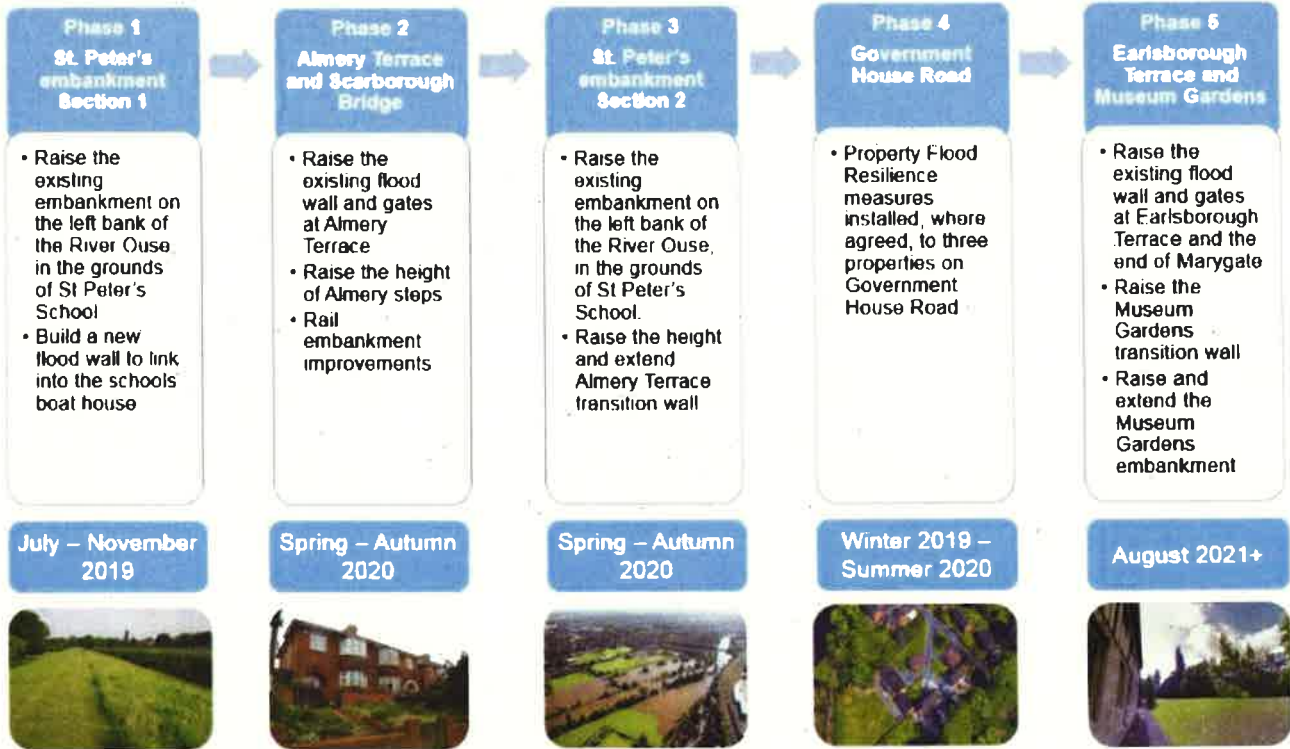 Phase 1
St. Peter's
embankment
Section 1
• Raise the
existing
embankment on
the left bank of
the River Ouse,
in the grounds
of St Peter's
School
• Build a new
flood wall to link
into the schools
boat house
July – November
2019
Phase 2
Almery Terrace
and Scarborough
Bridge
• Raise the
existing flood
wall and gates
at Almery
Terrace
• Raise the height
of Almery steps
• Rail
embankment
improvements
Spring – Autumn
2020
Phase 3
St. Peter's
embankment
Section 2
• Raise the
existing
embankment on
the left bank of
the River Ouse,
in the grounds
of St Peter's
School.
• Raise the height
and extend
Almery Terrace
transition wall
Spring – Autumn
2020
Phase 4
Government
House Road
• Property Flood
Resilience
measures
installed, where
agreed, to three
properties on
Government
House Road
Winter 2019 –
Summer 2020
Phase 5
Earlsborough
Terrace and
Museum Gardens
• Raise the
existing flood
wall and gates
at Earlsborough
Terrace and the
end of Marygate
• Raise the
Museum
Gardens
transition wall
• Raise and
extend the
Museum
Gardens
embankment
August 2021+